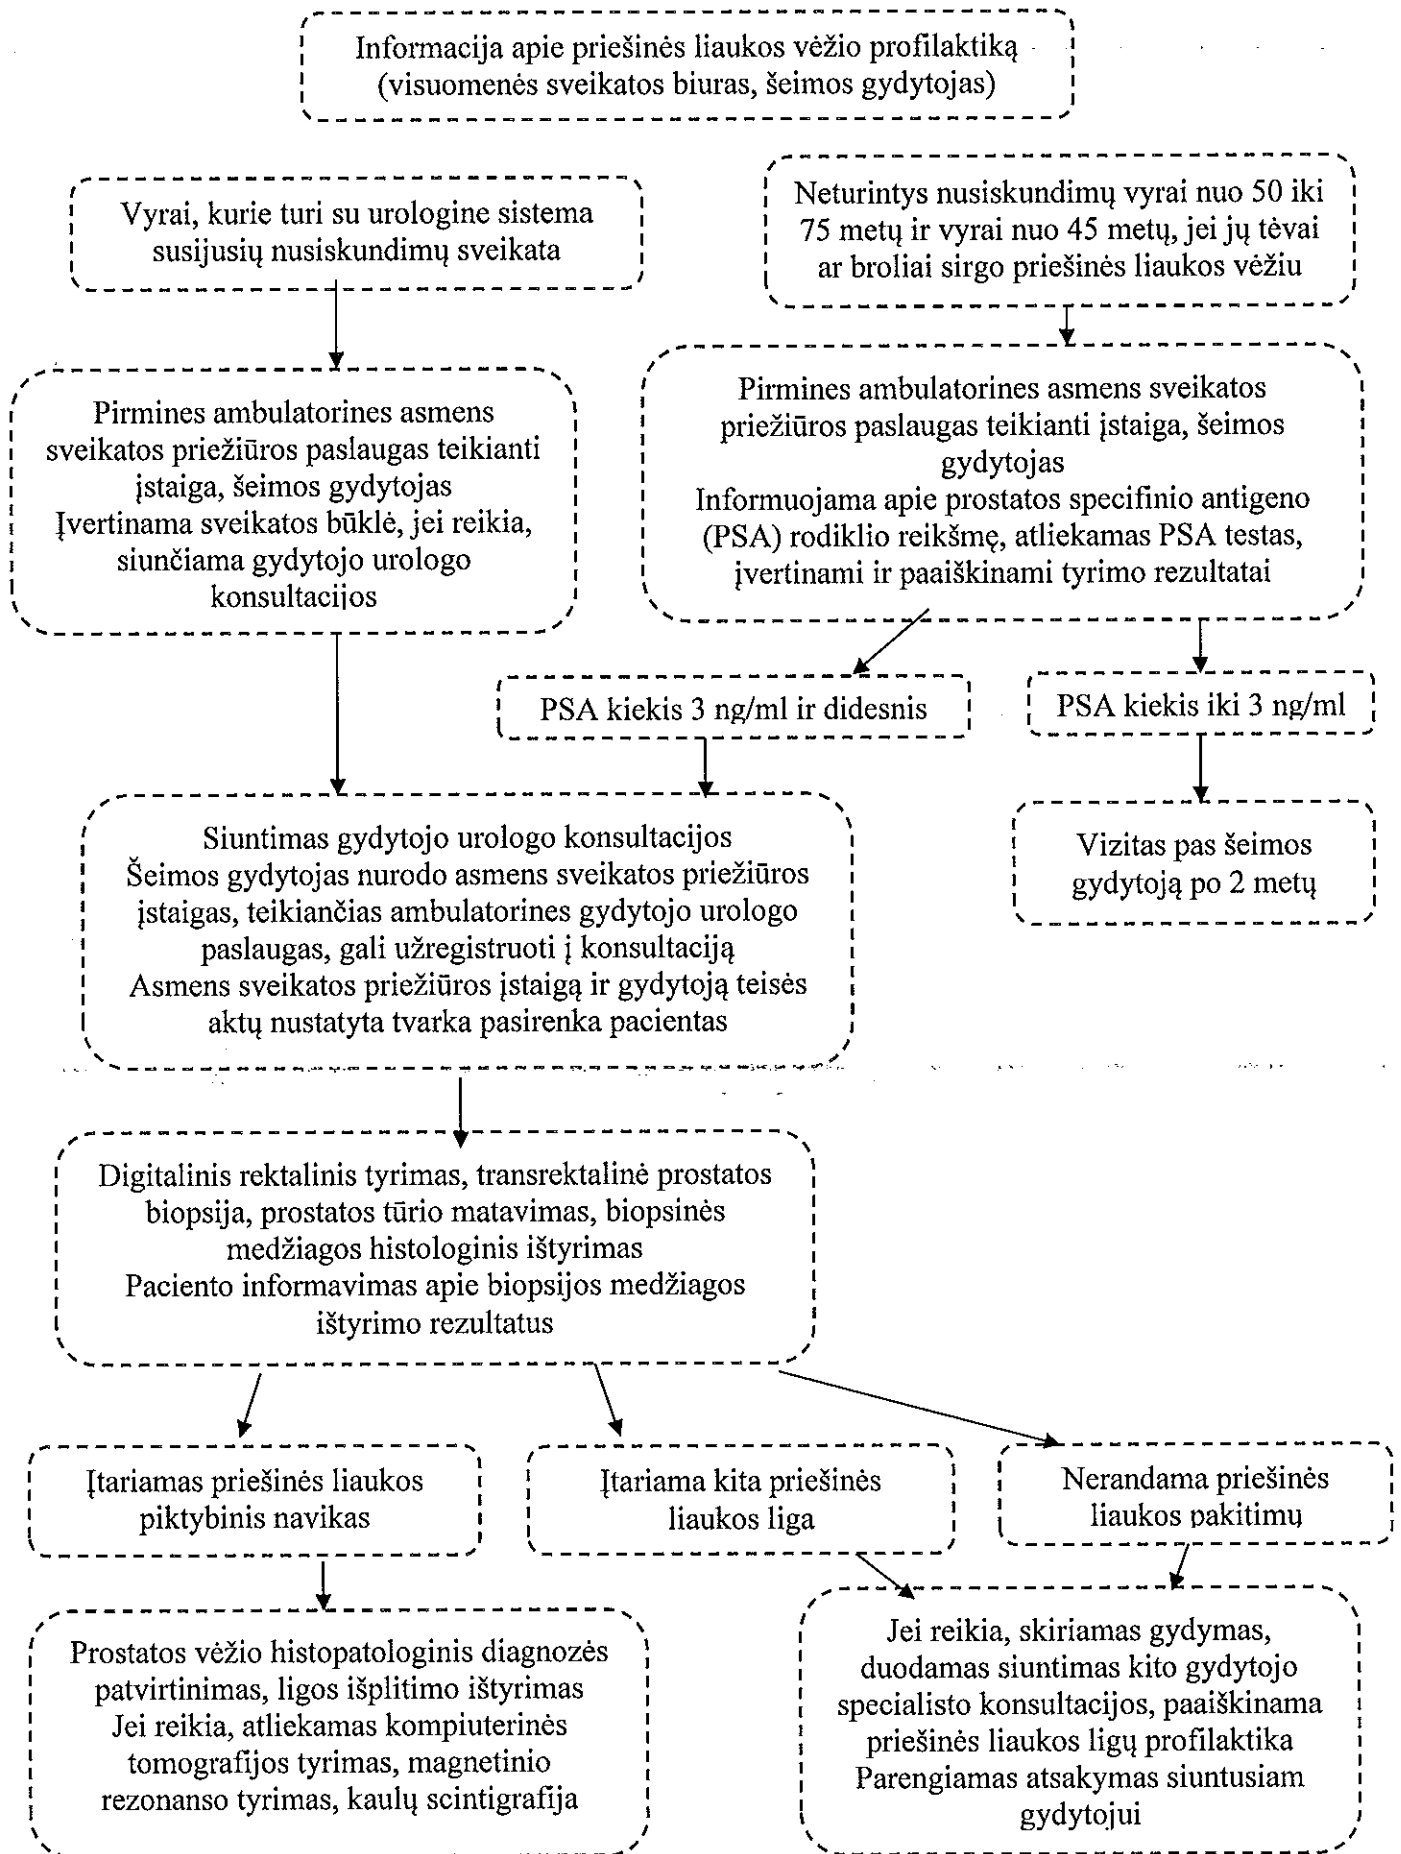 Informacija apie priešinės liaukos vėžio profilaktiką
(visuomenės sveikatos biuras, šeimos gydytojas)
Vyrai, kurie turi su urologine sistema
susijusių nusiskundimų sveikata
Neturintys nusiskundimų vyrai nuo 50 iki
75 metų ir vyrai nuo 45 metų, jei jų tėvai
ar broliai sirgo priešinės liaukos vėžiu
Pirmines ambulatorines asmens
sveikatos priežiūros paslaugas teikianti
įstaiga, šeimos gydytojas
Įvertinama sveikatos būklė, jei reikia,
siunčiama gydytojo urologo
konsultacijos
Pirmines ambulatorines asmens sveikatos
priežiūros paslaugas teikianti įstaiga, šeimos
gydytojas
Informuojama apie prostatos specifinio antigeno
(PSA) rodiklio reikšmę, atliekamas PSA testas,
įvertinami ir paaiškinami tyrimo rezultatai
PSA kiekis 3 ng/ml ir didesnis
PSA kiekis iki 3 ng/ml
Siuntimas gydytojo urologo konsultacijos
Šeimos gydytojas nurodo asmens sveikatos priežiūros
įstaigas, teikiančias ambulatorines gydytojo urologo
paslaugas, gali užregistruoti į konsultaciją
Asmens sveikatos priežiūros įstaigą ir gydytoją teisės
aktų nustatyta tvarka pasirenka pacientas
Vizitas pas šeimos
gydytoją po 2 metų
Digitalinis rektalinis tyrimas, transrektalinė prostatos
biopsija, prostatos tūrio matavimas, biopsinės
medžiagos histologinis ištyrimas
Paciento informavimas apie biopsijos medžiagos
ištyrimo rezultatus
Įtariamas priešinės liaukos
piktybinis navikas
Įtariama kita priešinės
liaukos liga
Nerandama priešinės
liaukos pakitimų
Prostatos vėžio histopatologinis diagnozės
patvirtinimas, ligos išplitimo ištyrimas
Jei reikia, atliekamas kompiuterinės
tomografijos tyrimas, magnetinio
rezonanso tyrimas, kaulų scintigrafija
Jei reikia, skiriamas gydymas,
duodamas siuntimas kito gydytojo
specialisto konsultacijos, paaiškinama
priešinės liaukos ligų profilaktika
Parengiamas atsakymas siuntusiam
gydytojui